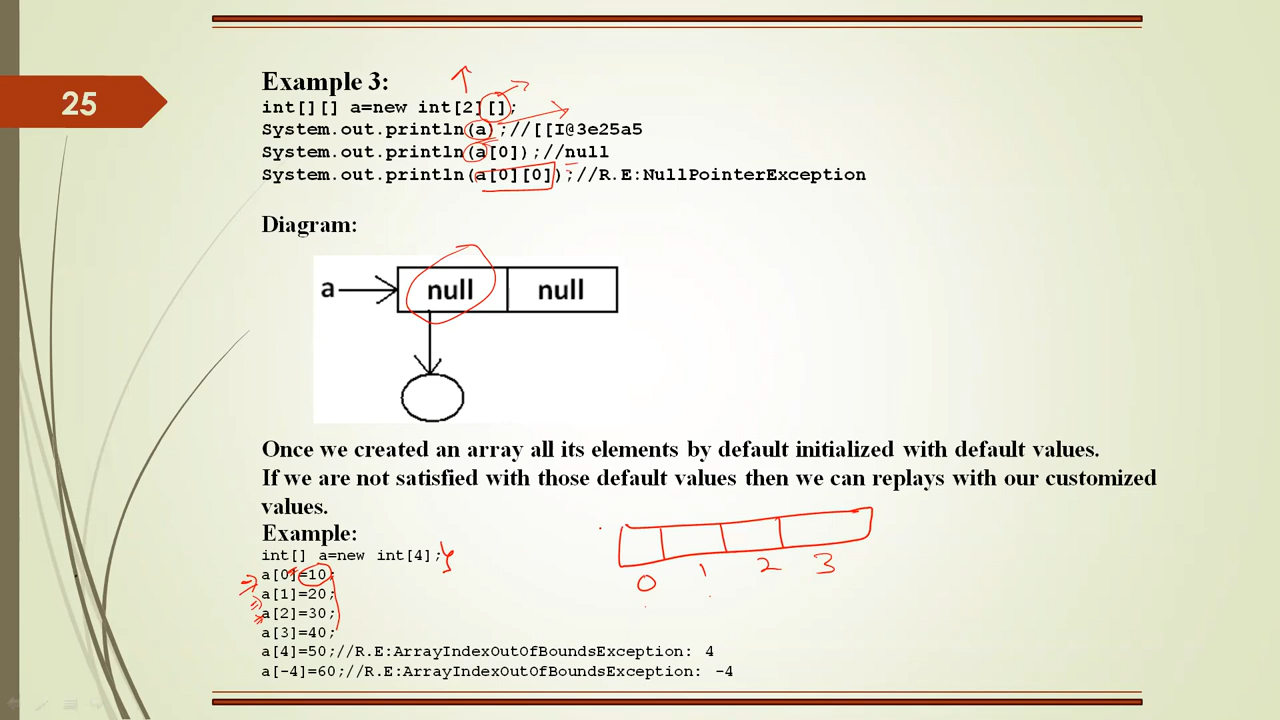 25
Example 3:
int[][] a=new int[2][];
System.out.println(a);//[[I@3e25a5
System.out.println(a[0]);//null
System.out.println(a[0][0]);//R.E:NullPointerException
Diagram:
a null null
Once we created an array all its elements by default initialized with default values.
If we are not satisfied with those default values then we can replays with our customized
values.
Example:
int[] a=new int[4];
a[0]=10;
a[1]=20;
a[2]=30;
a[3]=40;
a[4]=50;//R.E:ArrayIndexOutOfBoundsException: 4
a[-4]=60;//R.E:ArrayIndexOutOfBoundsException: -4
0 1 2 3